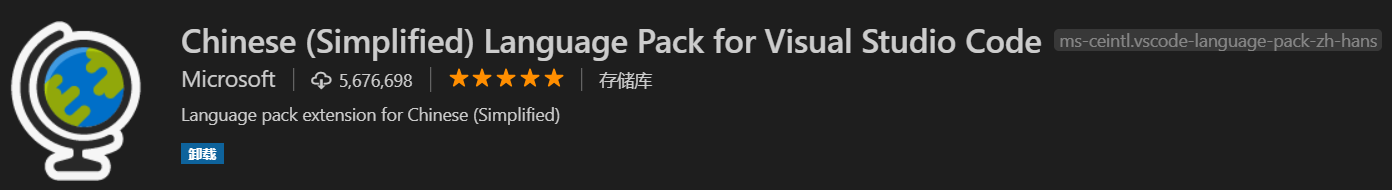 Chinese (Simplified) Language Pack for Visual Studio Code ms-ceintl.vscode-language-pack-zh-hans
Microsoft 5,676,698 存储库
Language pack extension for Chinese (Simplified)
卸载